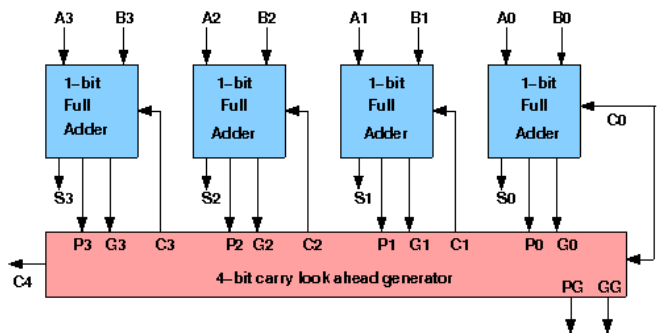 A3 B3 A2 B2 A1 B1 A0 B0
1-bit Full Adder
1-bit Full Adder
1-bit Full Adder
1-bit Full Adder
C0
S3 S2 S1 S0
P3 G3 C3 P2 G2 C2 P1 G1 C1 P0 G0
C4
4-bit carry look ahead generator
PG GG